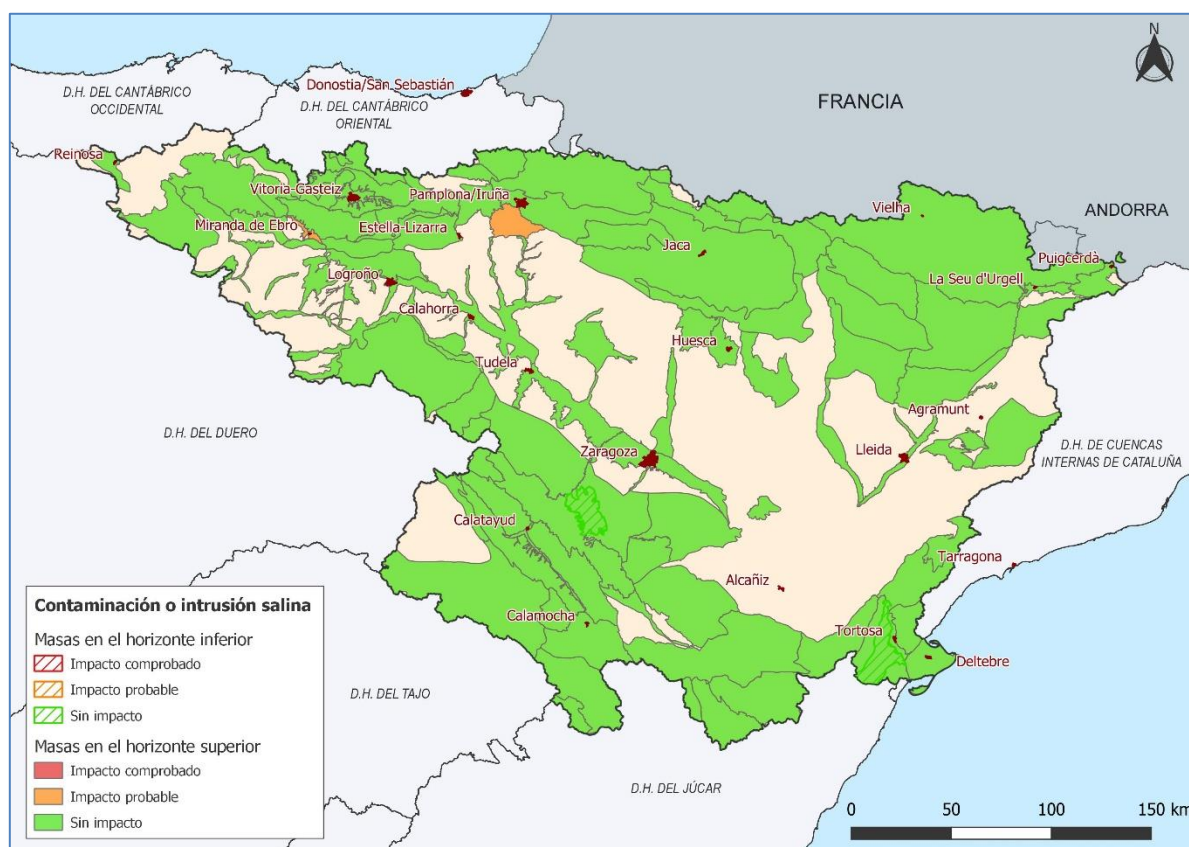 N
D.H. DEL CANTÁBRICO
OCCIDENTAL
Donostia/San Sebastián
D.H. DEL CANTÁBRICO
ORIENTAL
FRANCIA
Reinosa
Vitoria-Gasteiz
Pamplona/Iruña
Vielha
ANDORRA
Miranda de Ebro
Estella-Lizarra
Jaca
Puigcerdà
Logroño
La Seu d'Urgell
Calahorra
Huesca
Tudela
Agramunt
D.H. DEL DUERO
Zaragoza
Lleida
D.H. DE CUENCAS
INTERNAS DE CATALUÑA
Calatayud
Tarragona
Alcañiz
Calamocha
Tortosa
Deltebre
D.H. DEL TAJO
D.H. DEL JÚCAR
Contaminación o intrusión salina
Masas en el horizonte inferior
Impacto comprobado
Impacto probable
Sin impacto
Masas en el horizonte superior
Impacto comprobado
Impacto probable
Sin impacto
0 50 100 150 km